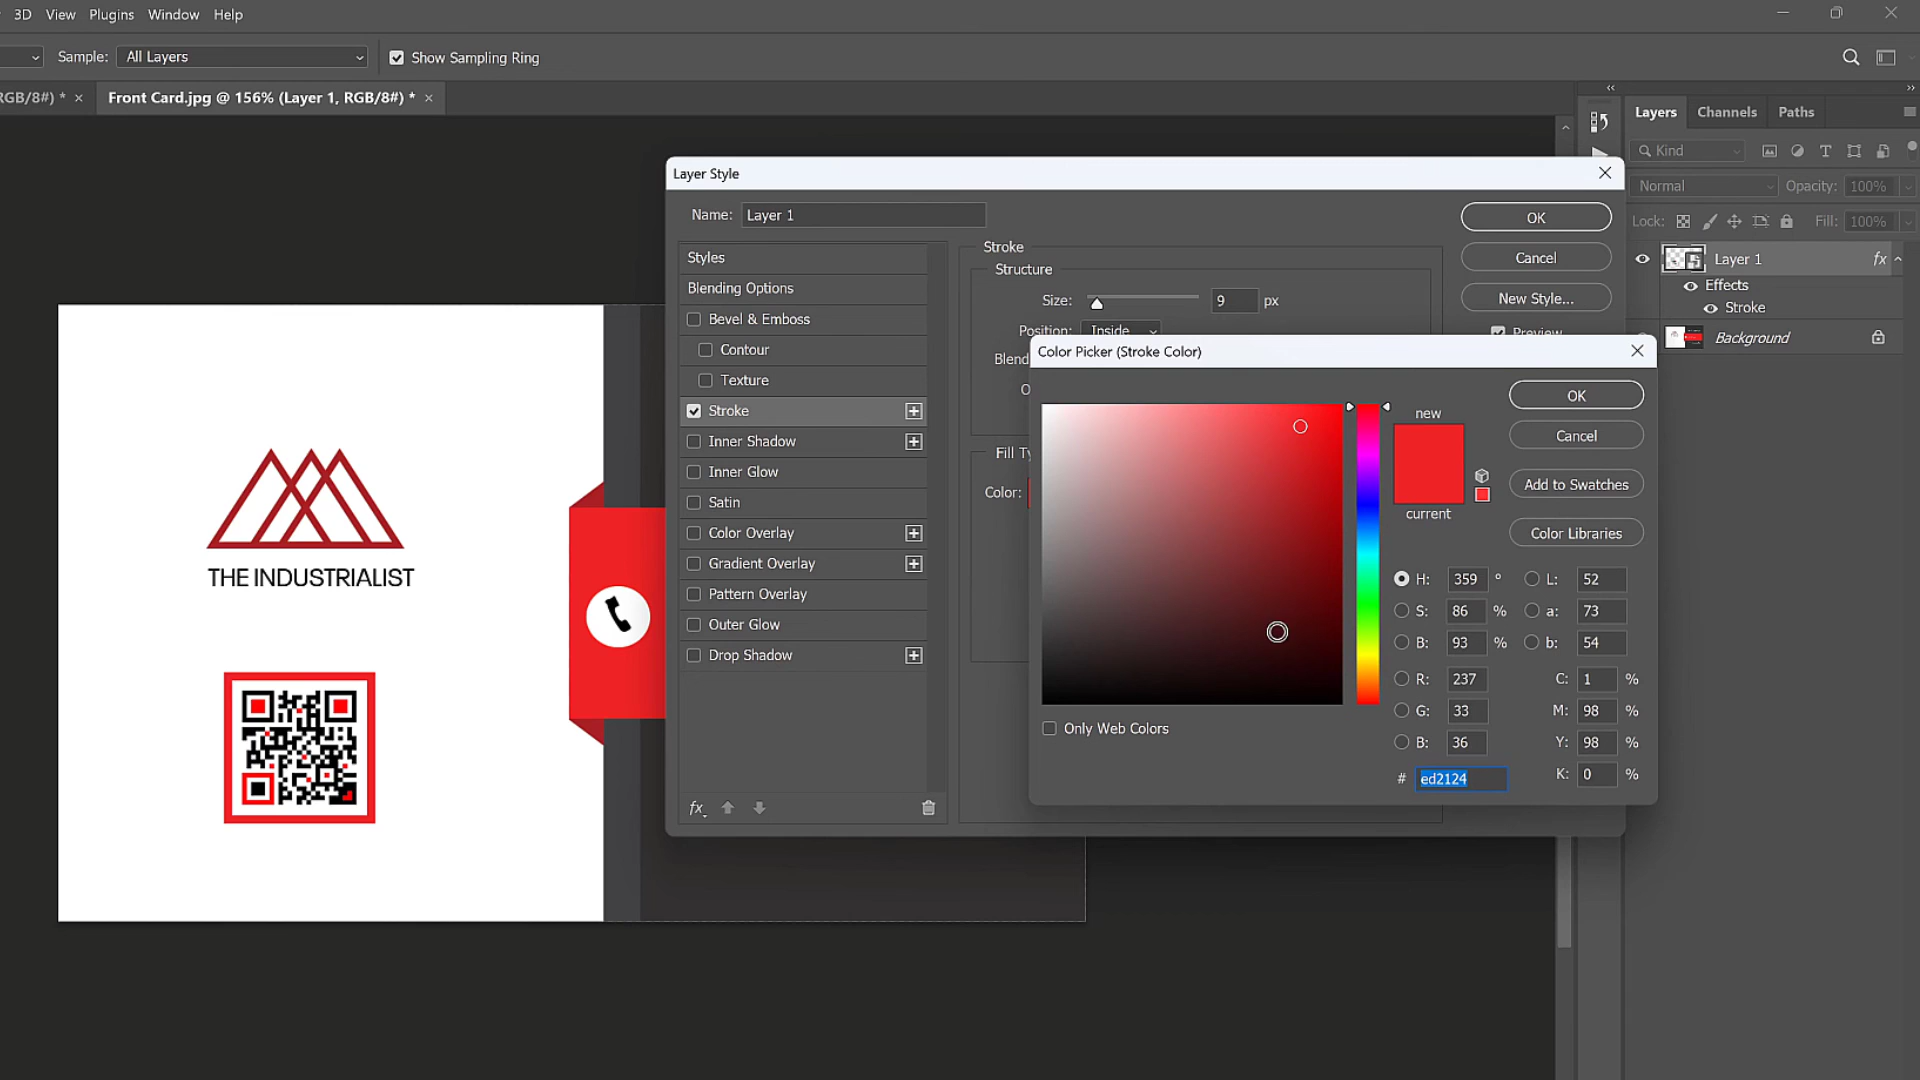 3D View Plugins Window Help
Sample: All Layers Show Sampling Ring
RGB/8#) * × Front Card.jpg @ 156% (Layer 1, RGB/8#) * ×
Layers Channels Paths
Kind
Normal Opacity: 100%
Lock: Fill: 100%
Layer 1 fx
Effects
Stroke
Background
Layer Style
Name: Layer 1
Styles
Blending Options
Bevel & Emboss
Contour
Texture
Stroke
Inner Shadow
Inner Glow
Satin
Color Overlay
Gradient Overlay
Pattern Overlay
Outer Glow
Drop Shadow
fx
Stroke
Structure
Size: 9 px
Position: Inside
Blend
O
Fill Ty
Color:
OK
Cancel
New Style...
Preview
Color Picker (Stroke Color)
new
current
OK
Cancel
Add to Swatches
Color Libraries
H: 359 ° L: 52
S: 86 % a: 73
B: 93 % b: 54
R: 237 C: 1 %
G: 33 M: 98 %
B: 36 Y: 98 %
# ed2124 K: 0 %
Only Web Colors
THE INDUSTRIALIST